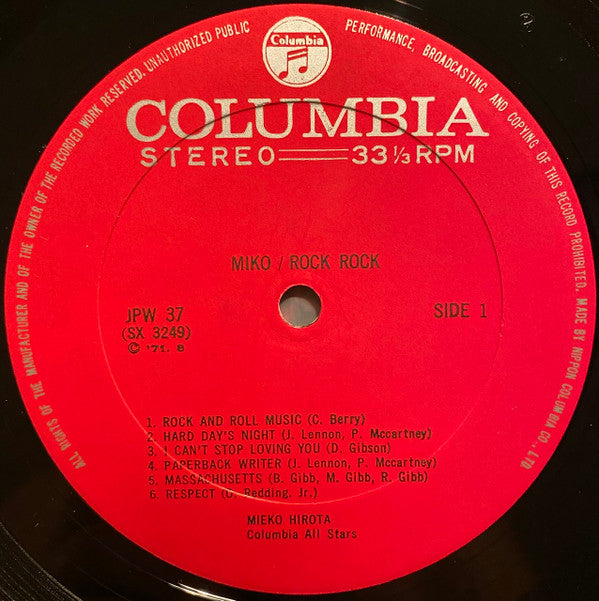 ALL RIGHTS OF THE MANUFACTURER AND OF THE OWNER OF THE RECORDED WORK RESERVED. UNAUTHORIZED PUBLIC PERFORMANCE, BROADCASTING AND COPYING OF THIS RECORD PROHIBITED. MADE BY NIPPON COLUMBIA CO., LTD
Columbia
COLUMBIA
STEREO 33 1/3 RPM
MIKO / ROCK ROCK
JPW 37 SIDE 1
(SX 3249)
© '71. 8
1. ROCK AND ROLL MUSIC (C. Berry)
2. HARD DAY'S NIGHT (J. Lennon, P. Mccartney)
3. I CAN'T STOP LOVING YOU (D. Gibson)
4. PAPERBACK WRITER (J. Lennon, P. Mccartney)
5. MASSACHUSETTS (B. Gibb, M. Gibb, R. Gibb)
6. RESPECT (O. Redding, Jr.)
MIEKO HIROTA
Columbia All Stars